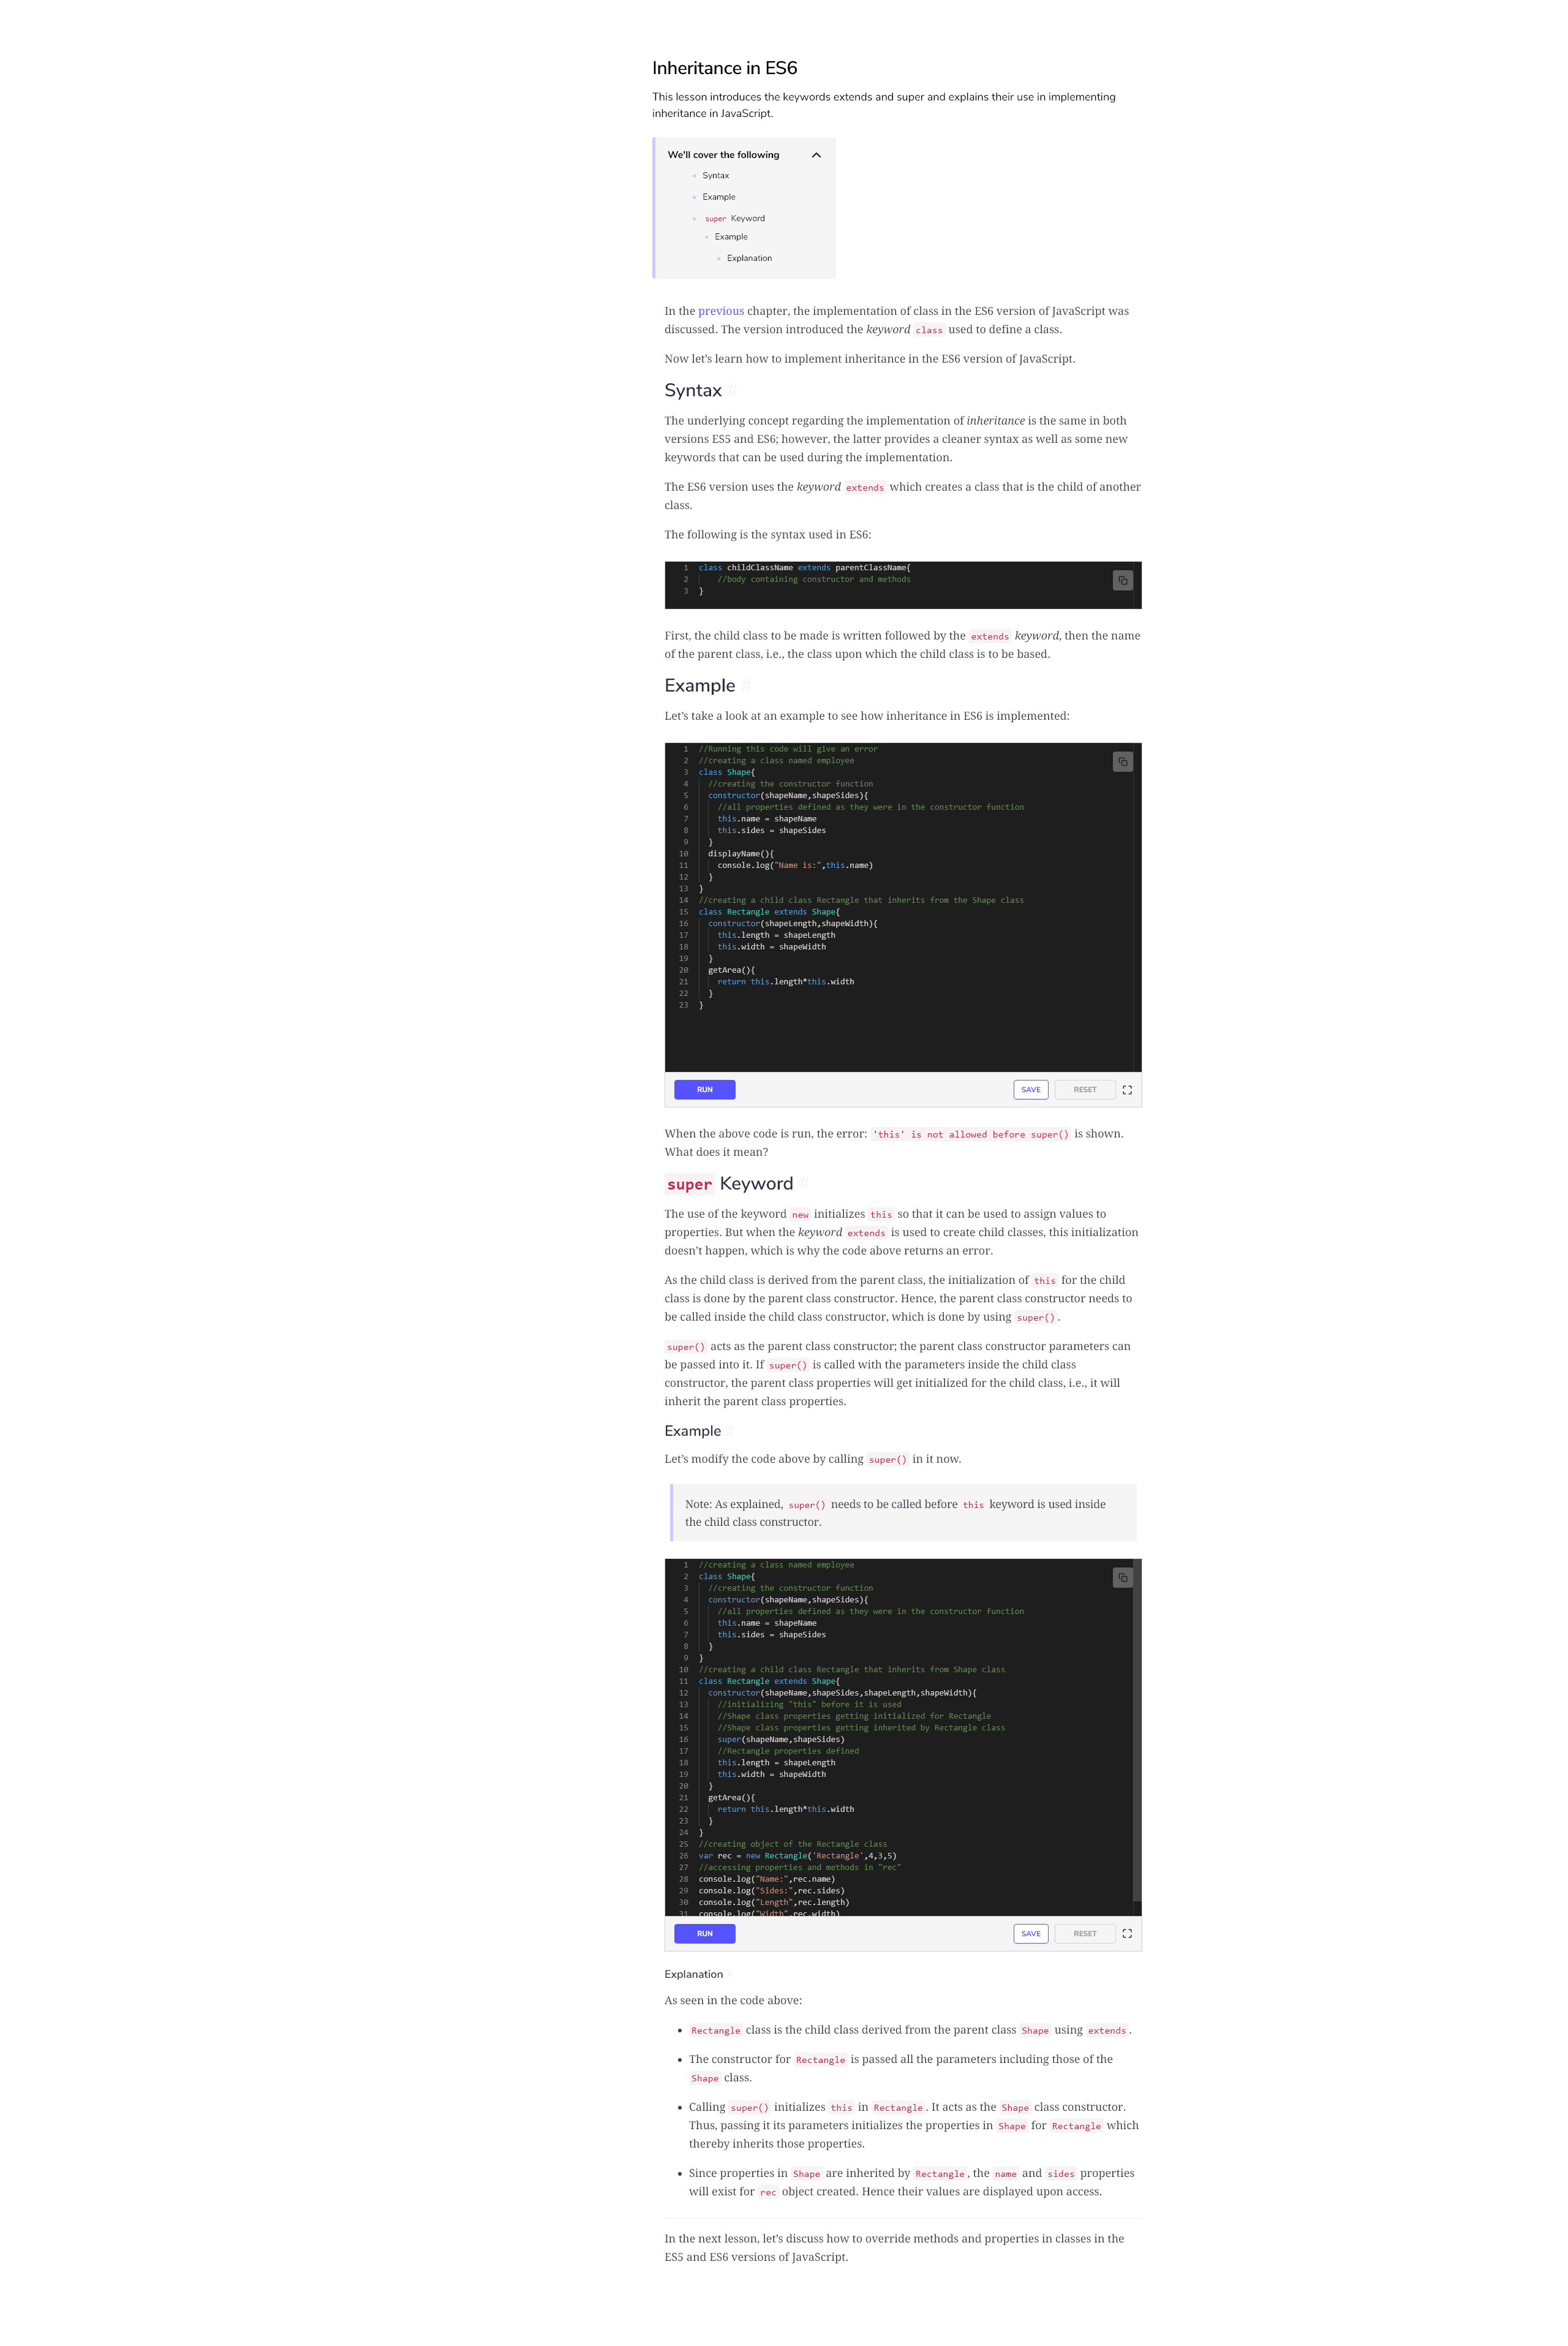 Inheritance in ES6
This lesson introduces the keywords extends and super and explains their use in implementing
inheritance in JavaScript.
We'll cover the following
Syntax
Example
super Keyword
Example
Explanation
In the previous chapter, the implementation of class in the ES6 version of JavaScript was
discussed. The version introduced the keyword class used to define a class.
Now let’s learn how to implement inheritance in the ES6 version of JavaScript.
Syntax #
The underlying concept regarding the implementation of inheritance is the same in both
versions ES5 and ES6; however, the latter provides a cleaner syntax as well as some new
keywords that can be used during the implementation.
The ES6 version uses the keyword extends which creates a class that is the child of another
class.
The following is the syntax used in ES6:
1 class childClassName extends parentClassName{
2     //body containing constructor and methods
3 }
First, the child class to be made is written followed by the extends keyword, then the name
of the parent class, i.e., the class upon which the child class is to be based.
Example #
Let’s take a look at an example to see how inheritance in ES6 is implemented:
1 //Running this code will give an error
2 //creating a class named employee
3 class Shape{
4   //creating the constructor function
5   constructor(shapeName,shapeSides){
6     //all properties defined as they were in the constructor function
7     this.name = shapeName
8     this.sides = shapeSides
9   }
10   displayName(){
11     console.log("Name is:",this.name)
12   }
13 }
14 //creating a child class Rectangle that inherits from the Shape class
15 class Rectangle extends Shape{
16   constructor(shapeLength,shapeWidth){
17     this.length = shapeLength
18     this.width = shapeWidth
19   }
20   getArea(){
21     return this.length*this.width
22   }
23 }
RUN SAVE RESET
When the above code is run, the error: 'this' is not allowed before super() is shown.
What does it mean?
super Keyword #
The use of the keyword new initializes this so that it can be used to assign values to
properties. But when the keyword extends is used to create child classes, this initialization
doesn’t happen, which is why the code above returns an error.
As the child class is derived from the parent class, the initialization of this for the child
class is done by the parent class constructor. Hence, the parent class constructor needs to
be called inside the child class constructor, which is done by using super().
super() acts as the parent class constructor; the parent class constructor parameters can
be passed into it. If super() is called with the parameters inside the child class
constructor, the parent class properties will get initialized for the child class, i.e., it will
inherit the parent class properties.
Example #
Let’s modify the code above by calling super() in it now.
Note: As explained, super() needs to be called before this keyword is used inside
the child class constructor.
1 //creating a class named employee
2 class Shape{
3   //creating the constructor function
4   constructor(shapeName,shapeSides){
5     //all properties defined as they were in the constructor function
6     this.name = shapeName
7     this.sides = shapeSides
8   }
9 }
10 //creating a child class Rectangle that inherits from Shape class
11 class Rectangle extends Shape{
12   constructor(shapeName,shapeSides,shapeLength,shapeWidth){
13     //initializing "this" before it is used
14     //Shape class properties getting initialized for Rectangle
15     //Shape class properties getting inherited by Rectangle class
16     super(shapeName,shapeSides)
17     //Rectangle properties defined
18     this.length = shapeLength
19     this.width = shapeWidth
20   }
21   getArea(){
22     return this.length*this.width
23   }
24 }
25 //creating object of the Rectangle class
26 var rec = new Rectangle('Rectangle',4,3,5)
27 //accessing properties and methods in "rec"
28 console.log("Name:",rec.name)
29 console.log("Sides:",rec.sides)
30 console.log("Length",rec.length)
31 console.log("Width",rec.width)
RUN SAVE RESET
Explanation #
As seen in the code above:
Rectangle class is the child class derived from the parent class Shape using extends.
The constructor for Rectangle is passed all the parameters including those of the
Shape class.
Calling super() initializes this in Rectangle. It acts as the Shape class constructor.
Thus, passing it its parameters initializes the properties in Shape for Rectangle which
thereby inherits those properties.
Since properties in Shape are inherited by Rectangle, the name and sides properties
will exist for rec object created. Hence their values are displayed upon access.
In the next lesson, let’s discuss how to override methods and properties in classes in the
ES5 and ES6 versions of JavaScript.